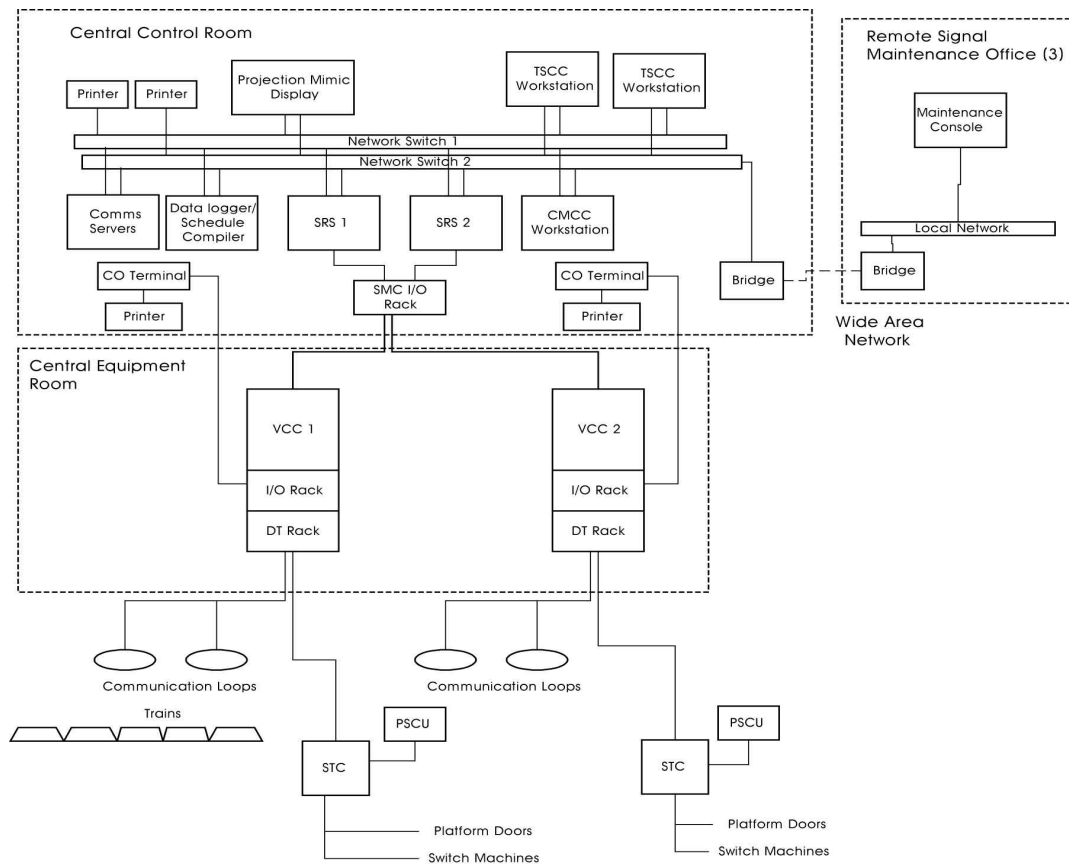 Central Control Room
Remote Signal
Maintenance Office (3)
Printer
Printer
Projection Mimic
Display
TSCC
Workstation
TSCC
Workstation
Maintenance
Console
Network Switch 1
Network Switch 2
Comms
Servers
Data logger/
Schedule
Compiler
SRS 1
SRS 2
CMCC
Workstation
Local Network
CO Terminal
Printer
SMC I/O
Rack
CO Terminal
Printer
Bridge
Bridge
Wide Area
Network
Central Equipment
Room
VCC 1
I/O Rack
DT Rack
VCC 2
I/O Rack
DT Rack
Communication Loops
Communication Loops
Trains
PSCU
STC
PSCU
STC
Platform Doors
Switch Machines
Platform Doors
Switch Machines